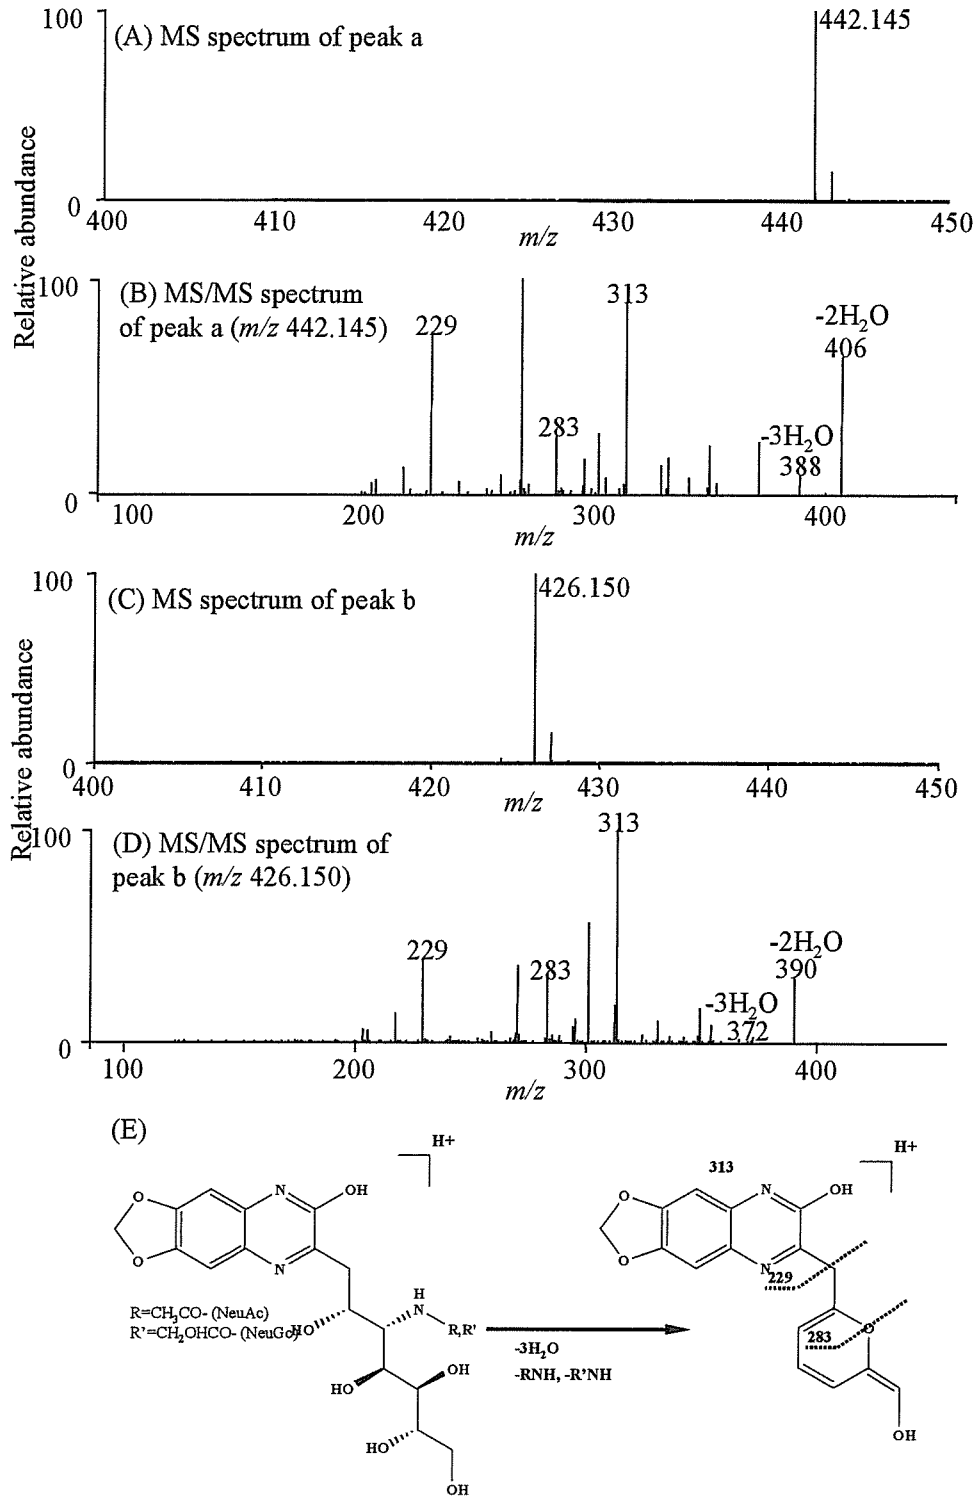 100
(A) MS spectrum of peak a
442.145
Relative abundance
0
400
410
420
430
440
450
m/z
100
(B) MS/MS spectrum
of peak a (m/z 442.145)
229
283
313
-2H2O
406
-3H2O
388
0
100
200
300
400
m/z
100
(C) MS spectrum of peak b
426.150
Relative abundance
0
400
410
420
430
440
450
m/z
100
(D) MS/MS spectrum of
peak b (m/z 426.150)
229
283
313
-2H2O
390
-3H2O
372
0
100
200
300
400
m/z
(E)
H+
O
O
N
N
OH
R=CH3CO- (NeuAc)
R'=CH2OHCO- (NeuGc)
HO
H
N
R,R'
HO
OH
HO
OH
-3H2O
-RNH, -R'NH
313
H+
O
O
N
N
OH
229
283
O
OH